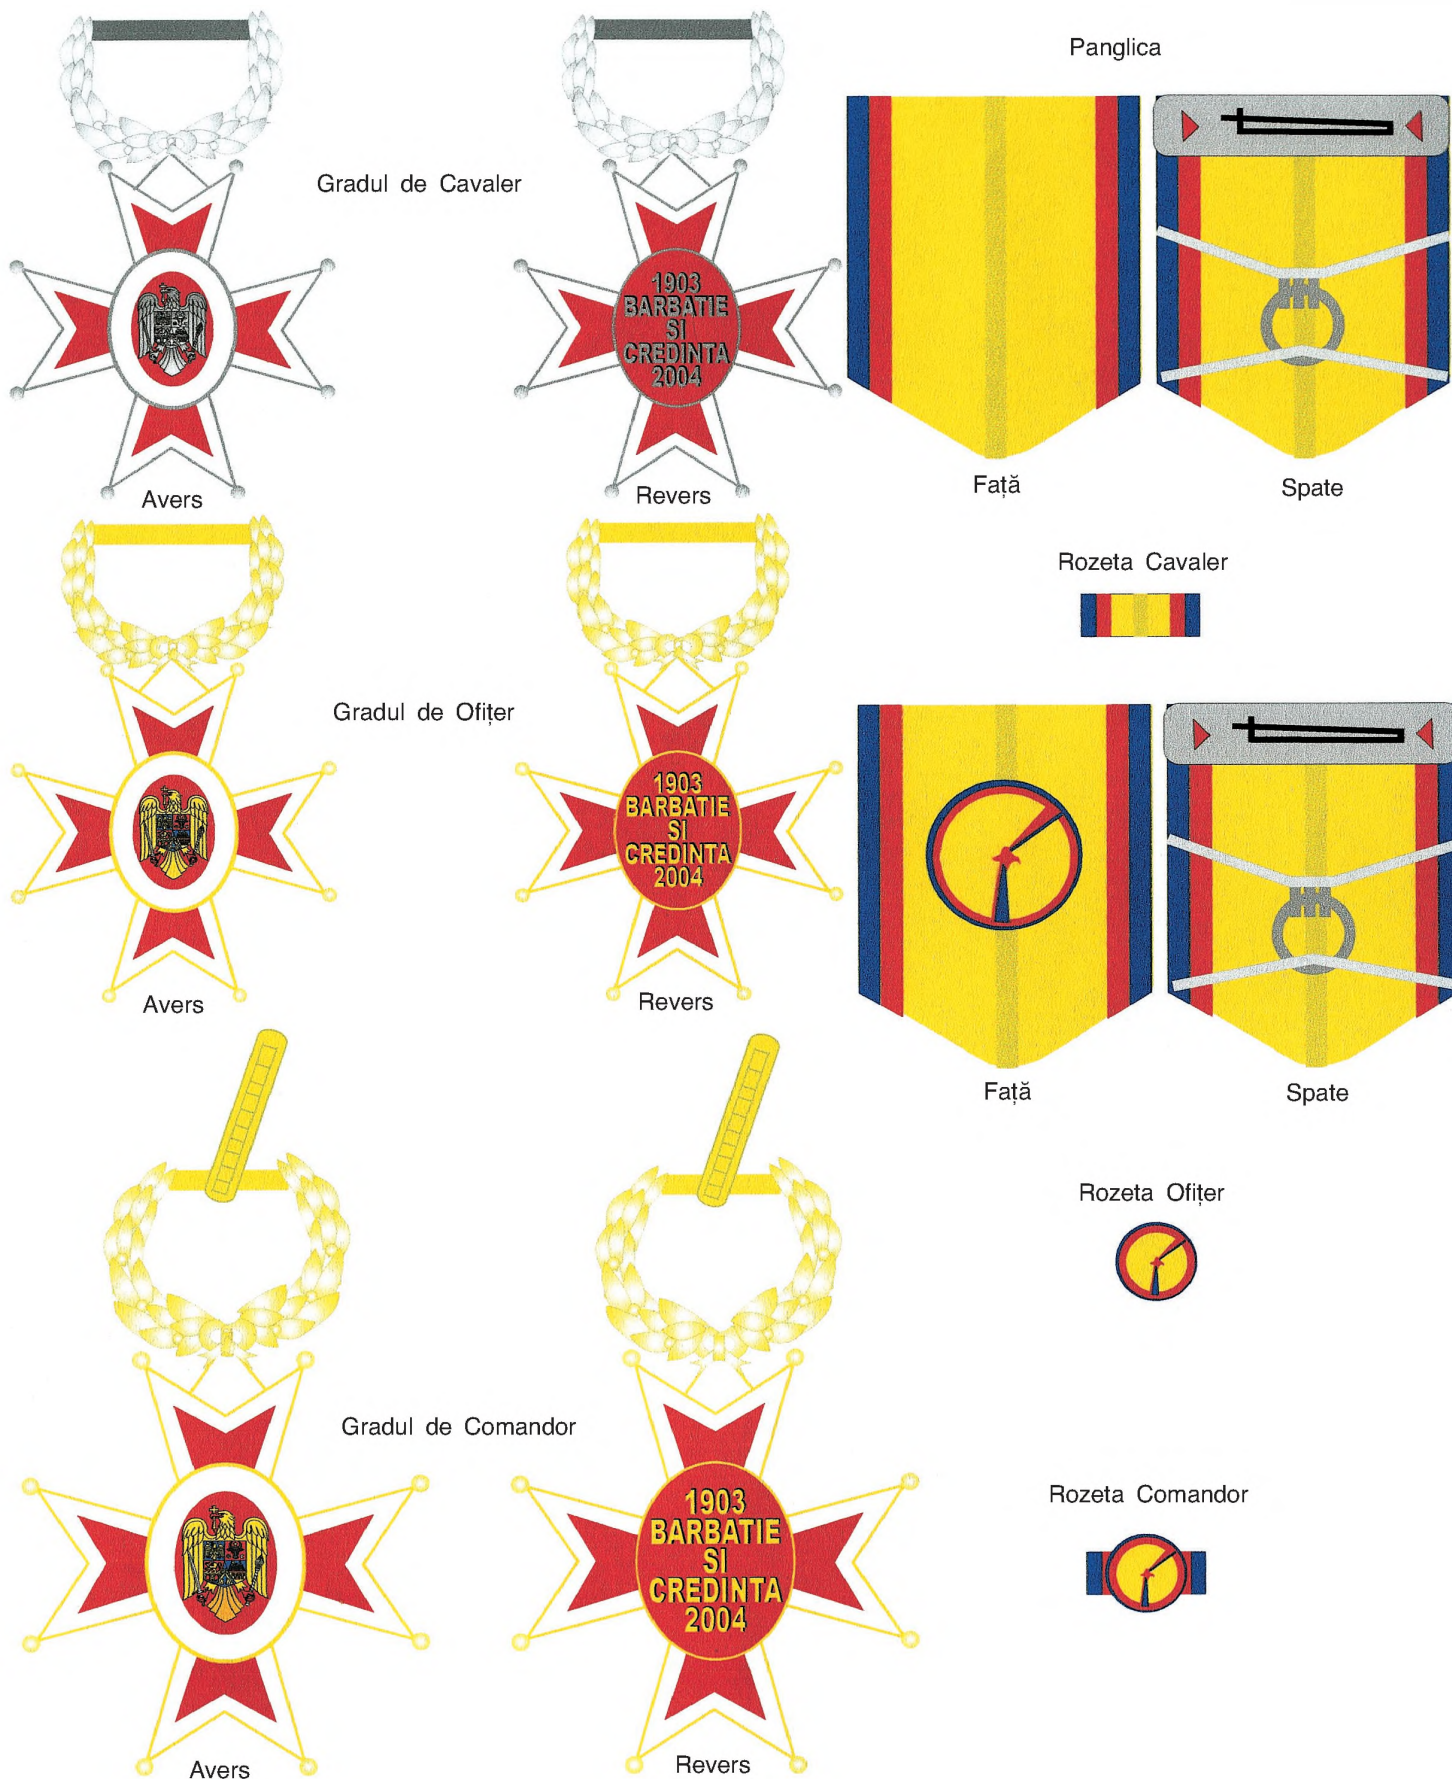 Panglica
Gradul de Cavaler
1903
BARBATIE
SI
CREDINTA
2004
Avers
Revers
Față
Spate
Rozeta Cavaler
Gradul de Ofițer
1903
BARBATIE
SI
CREDINTA
2004
Avers
Revers
Față
Spate
Rozeta Ofițer
Gradul de Comandor
1903
BARBATIE
SI
CREDINTA
2004
Rozeta Comandor
Avers
Revers